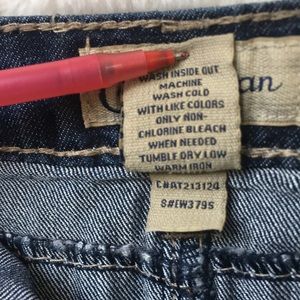 WASH INSIDE OUT
MACHINE
WASH COLD
WITH LIKE COLORS
ONLY NON-
CHLORINE BLEACH
WHEN NEEDED
TUMBLE DRY LOW
WARM IRON
C#AT213124
S#EW379S